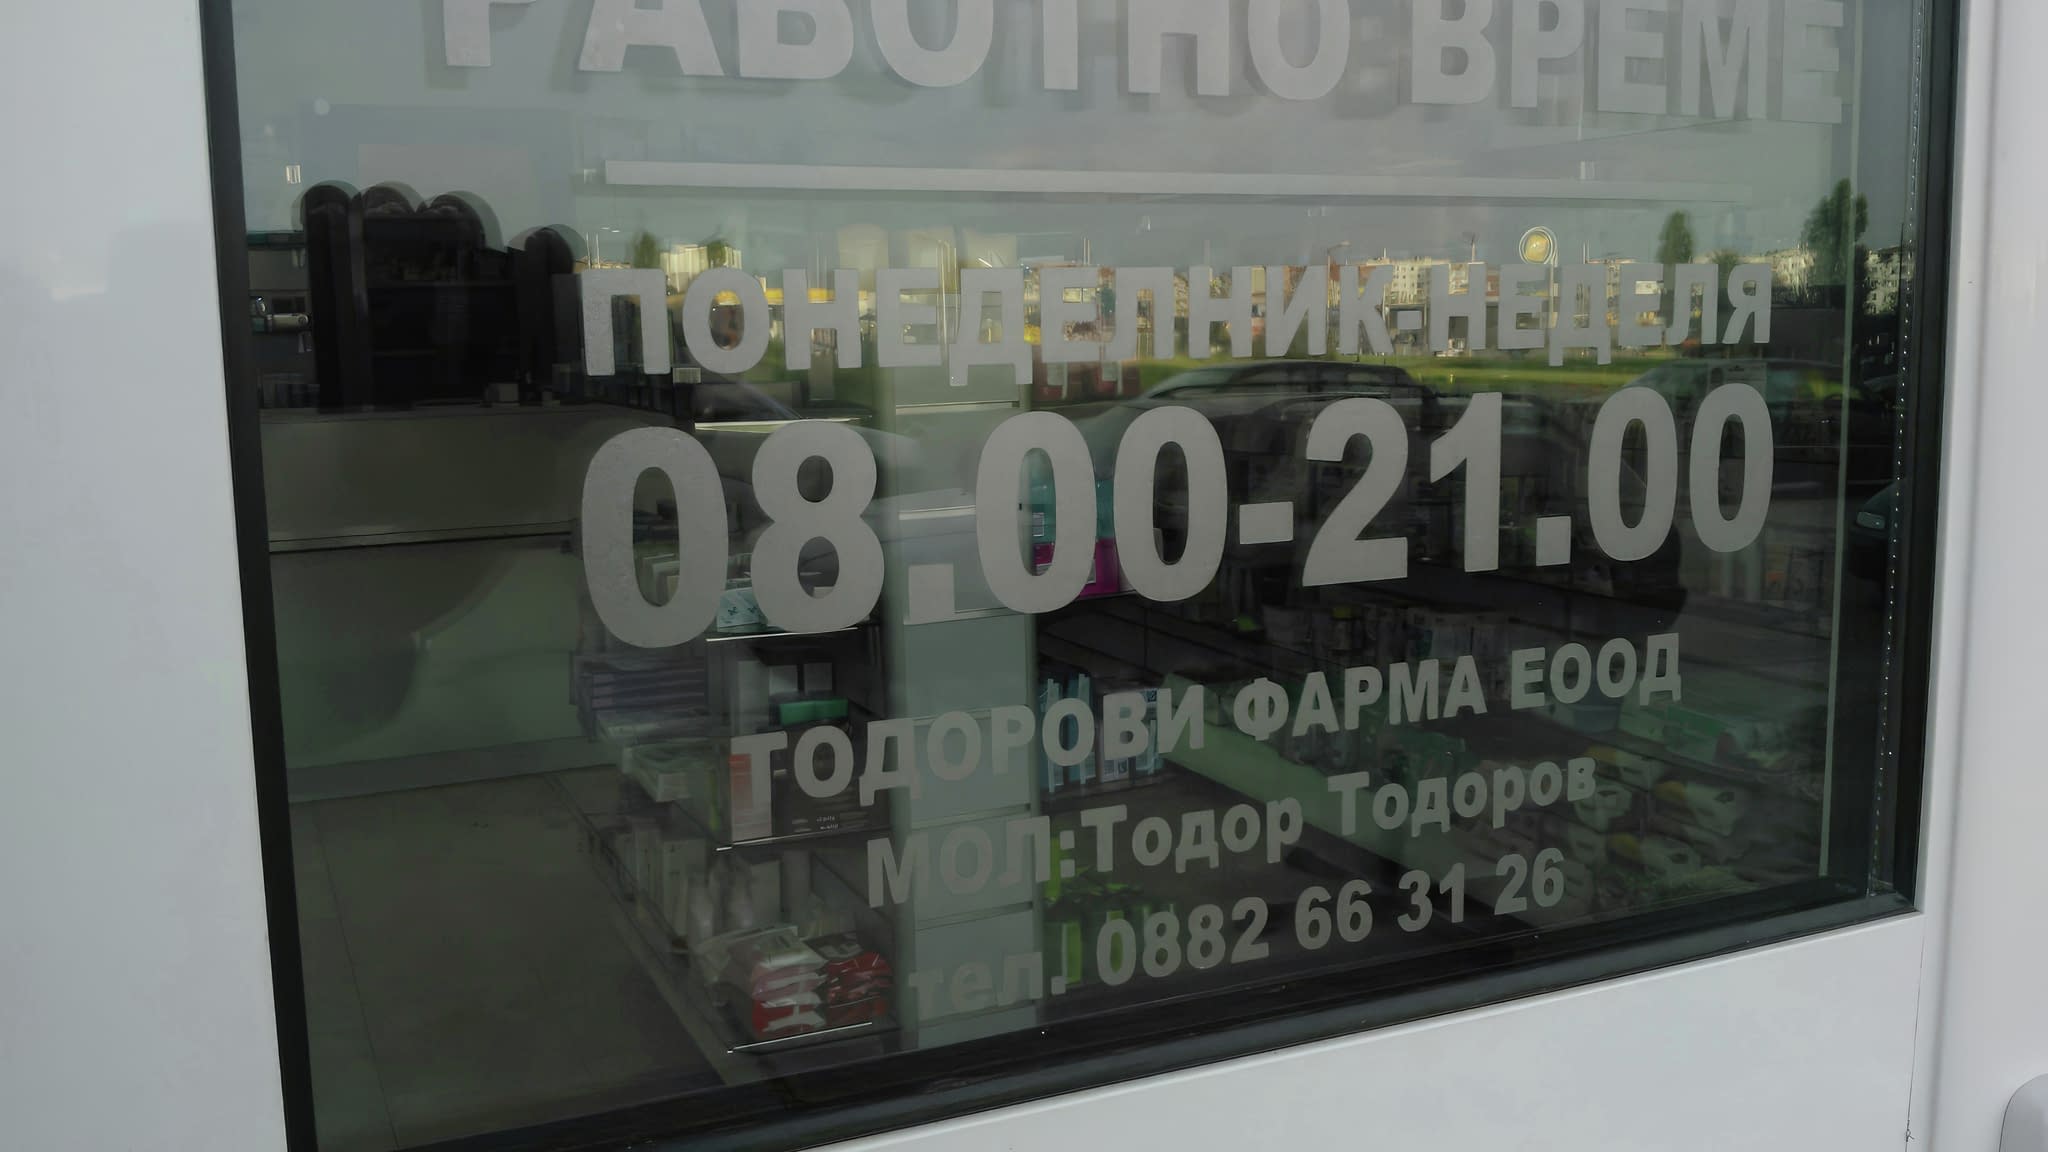 РАБОТНО ВРЕМЕ
ПОНЕДЕЛНИК-НЕДЕЛЯ
08.00-21.00
ТОДОРОВИ ФАРМА ЕООД
МОЛ:Тодор Тодоров
тел. 0882 66 31 26